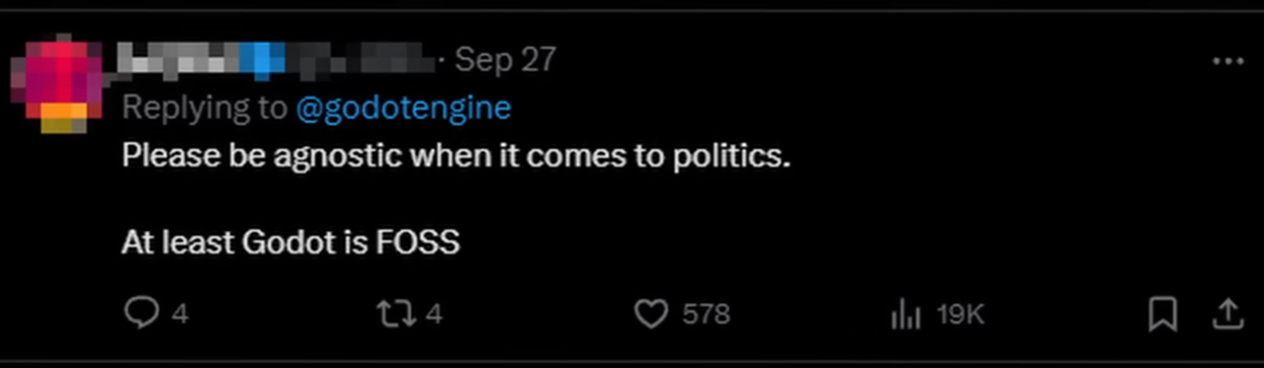 · Sep 27
Replying to @godotengine
Please be agnostic when it comes to politics.
At least Godot is FOSS
4 4 578 19K